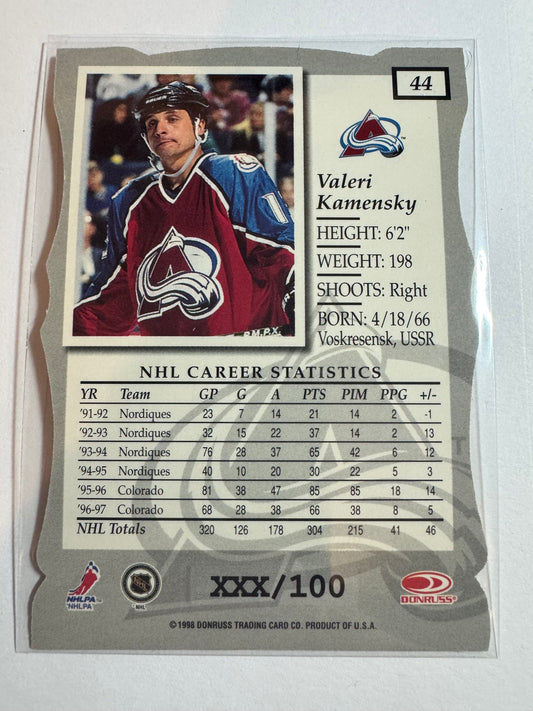 44
TM
Valeri
Kamensky
HEIGHT: 6'2"
WEIGHT: 198
SHOOTS: Right
BORN: 4/18/66
Voskresensk, USSR
NHL CAREER STATISTICS
YR Team GP G A PTS PIM PPG +/-
'91-92 Nordiques 23 7 14 21 14 2 -1
'92-93 Nordiques 32 15 22 37 14 2 13
'93-94 Nordiques 76 28 37 65 42 6 12
'94-95 Nordiques 40 10 20 30 22 5 3
'95-96 Colorado 81 38 47 85 85 18 14
'96-97 Colorado 68 28 38 66 38 8 5
NHL Totals 320 126 178 304 215 41 46
NHLPA
"NHLPA"
NHL
XXX/100
DONRUSS
©1998 DONRUSS TRADING CARD CO. PRODUCT OF U.S.A.